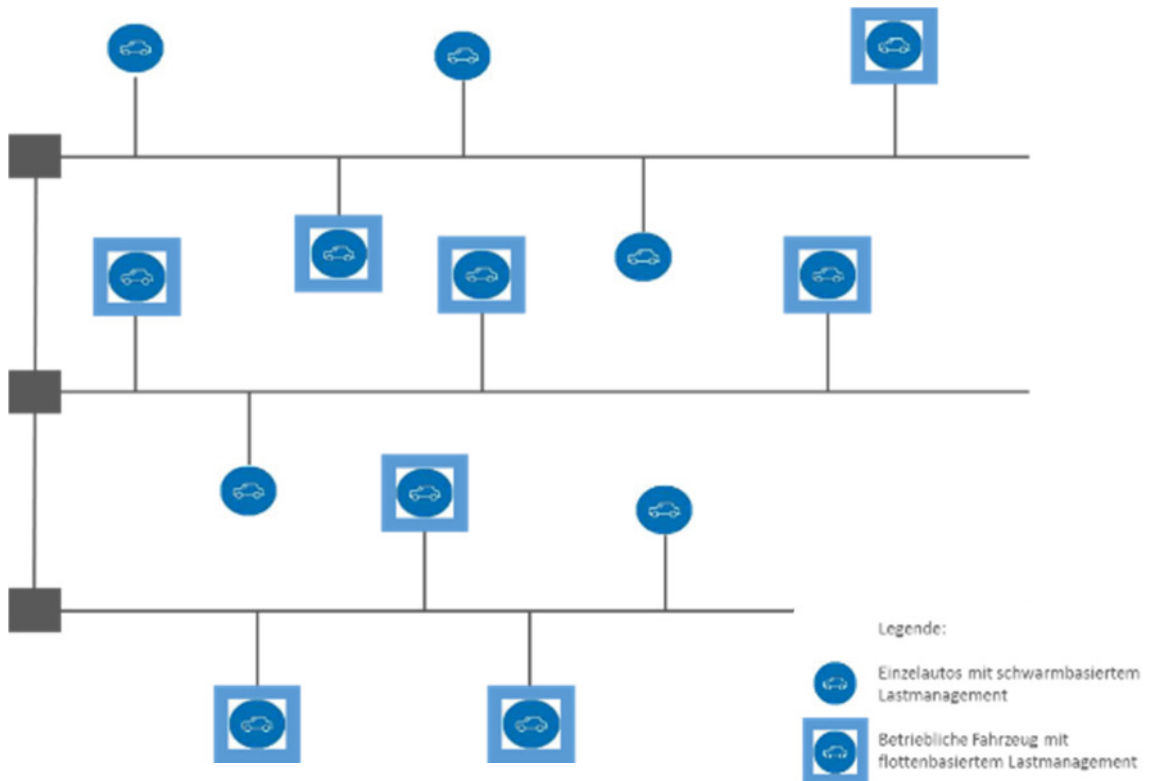 Legende:
Einzelautos mit schwarmbasiertem
Lastmanagement
Betriebliche Fahrzeug mit
flottenbasiertem Lastmanagement